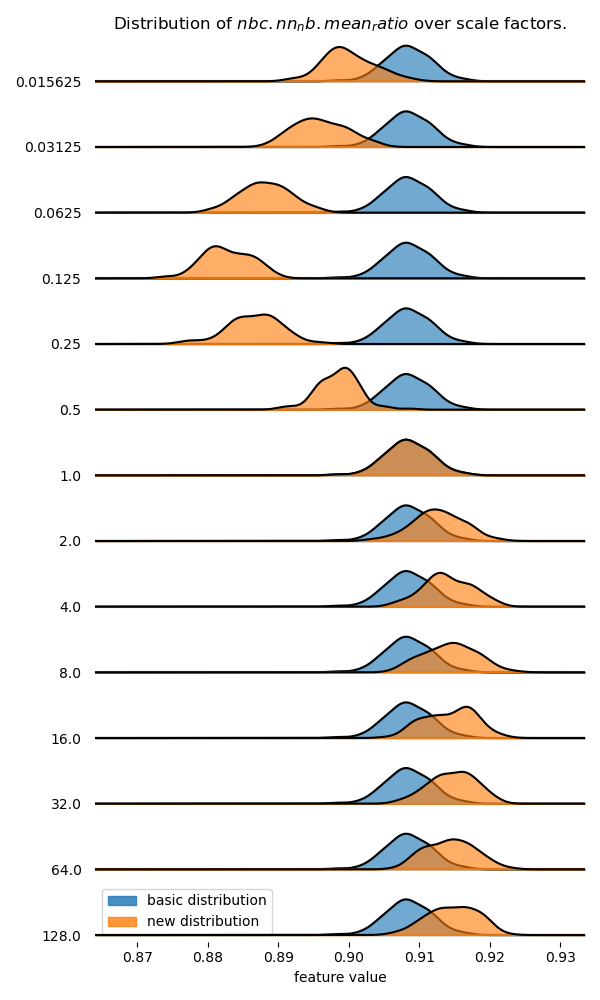 Distribution of nbc.nn_nb.mean_ratio over scale factors.
0.015625
0.03125
0.0625
0.125
0.25
0.5
1.0
2.0
4.0
8.0
16.0
32.0
64.0
basic distribution
new distribution
128.0
0.87 0.88 0.89 0.90 0.91 0.92 0.93
feature value